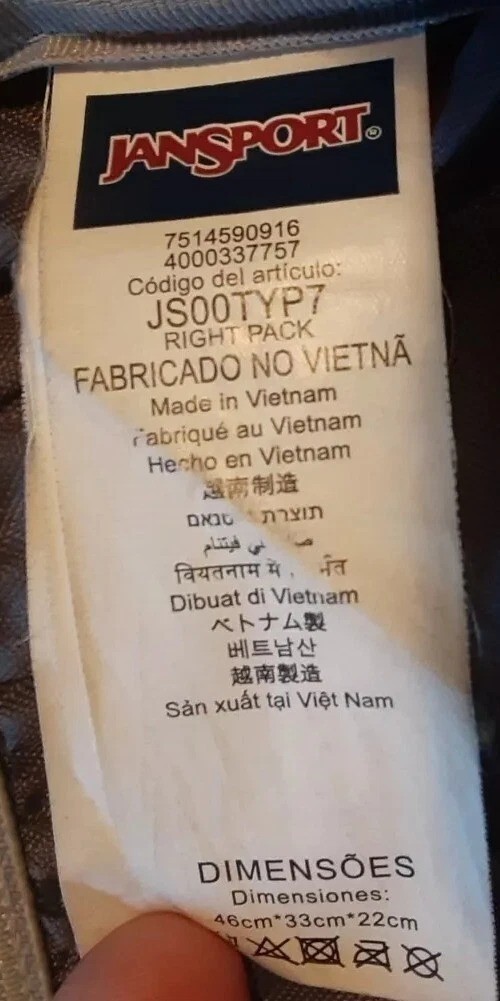 JANSPORT®
7514590916
4000337757
Código del artículo:
JS00TYP7
RIGHT PACK
FABRICADO NO VIETNÃ
Made in Vietnam
Fabriqué au Vietnam
Hecho en Vietnam
越南制造
תוצרת
वियतनाम में
Dibuat di Vietnam
ベトナム製
베트남산
越南製造
Sản xuất tại Việt Nam
DIMENSÕES
Dimensiones:
46cm*33cm*22cm